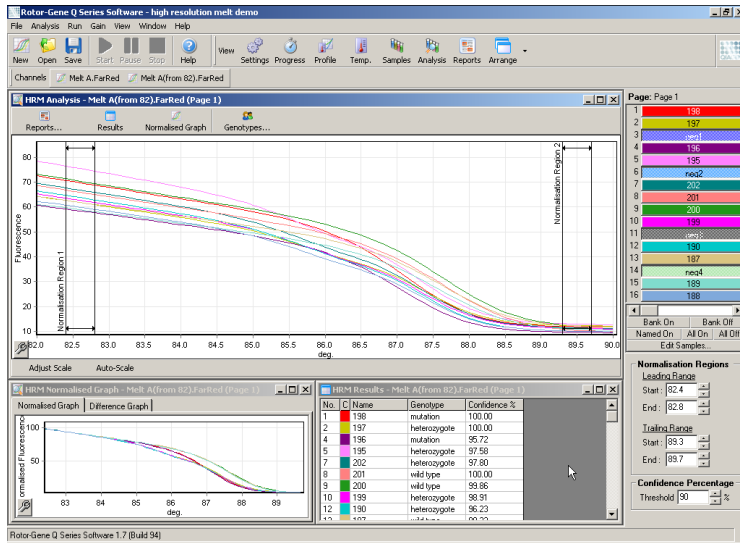 Rotor-Gene Q Series Software - high resolution melt demo
File Analysis Run Gain View Window Help
New Open Save Start Pause Stop Help View Settings Progress Profile Temp. Samples Analysis Reports Arrange
Channels Melt A.FarRed Melt A(from 82).FarRed
HRM Analysis - Melt A(from 82).FarRed (Page 1)
Reports... Results Normalised Graph Genotypes...
Fluorescence
80
70
60
50
40
30
20
10
Normalisation Region 1
Normalisation Region 2
82.0 82.5 83.0 83.5 84.0 84.5 85.0 85.5 86.0 86.5 87.0 87.5 88.0 88.5 89.0 89.5 90.0
deg.
Adjust Scale Auto-Scale
Page: Page 1
1 198
2 197
3 neg1
4 196
5 195
6 neg2
7 202
8 201
9 200
10 199
11
12 190
13 187
14 neg4
15 189
16 188
Bank On Bank Off
Named On All On All Off
Edit Samples...
Normalisation Regions
Leading Range
Start : 82.4
End : 82.8
Trailing Range
Start : 89.3
End : 89.7
Confidence Percentage
Threshold 90 %
HRM Normalised Graph - Melt A(from 82).FarRed (Page 1)
Normalised Graph Difference Graph
ormalised Fluorescence
100
50
83 84 85 86 87 88 89
deg.
HRM Results - Melt A(from 82).FarRed (Page 1)
No. C Name Genotype Confidence %
1 198 mutation 100.00
2 197 heterozygote 100.00
4 196 mutation 95.72
5 195 heterozygote 97.58
7 202 heterozygote 97.80
8 201 wild type 100.00
9 200 wild type 99.86
10 199 heterozygote 98.91
12 190 heterozygote 96.23
Rotor-Gene Q Series Software 1.7 (Build 94)